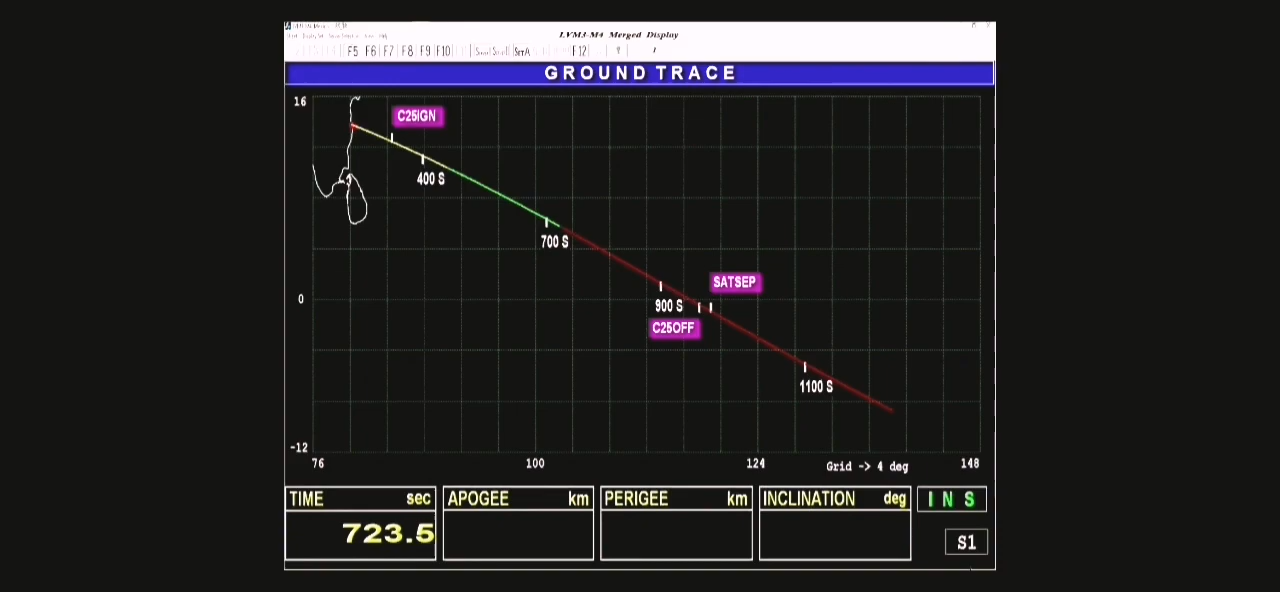 LVM3-M4 Merged Display
F5 F6 F7 F8 F9 F10 SETA F12
GROUND TRACE
16
C25IGN
400 S
700 S
SATSEP
0
900 S
C25OFF
1100 S
-12
76 100 124 148
Grid -> 4 deg
TIME sec APOGEE km PERIGEE km INCLINATION deg INS
723.5
S1